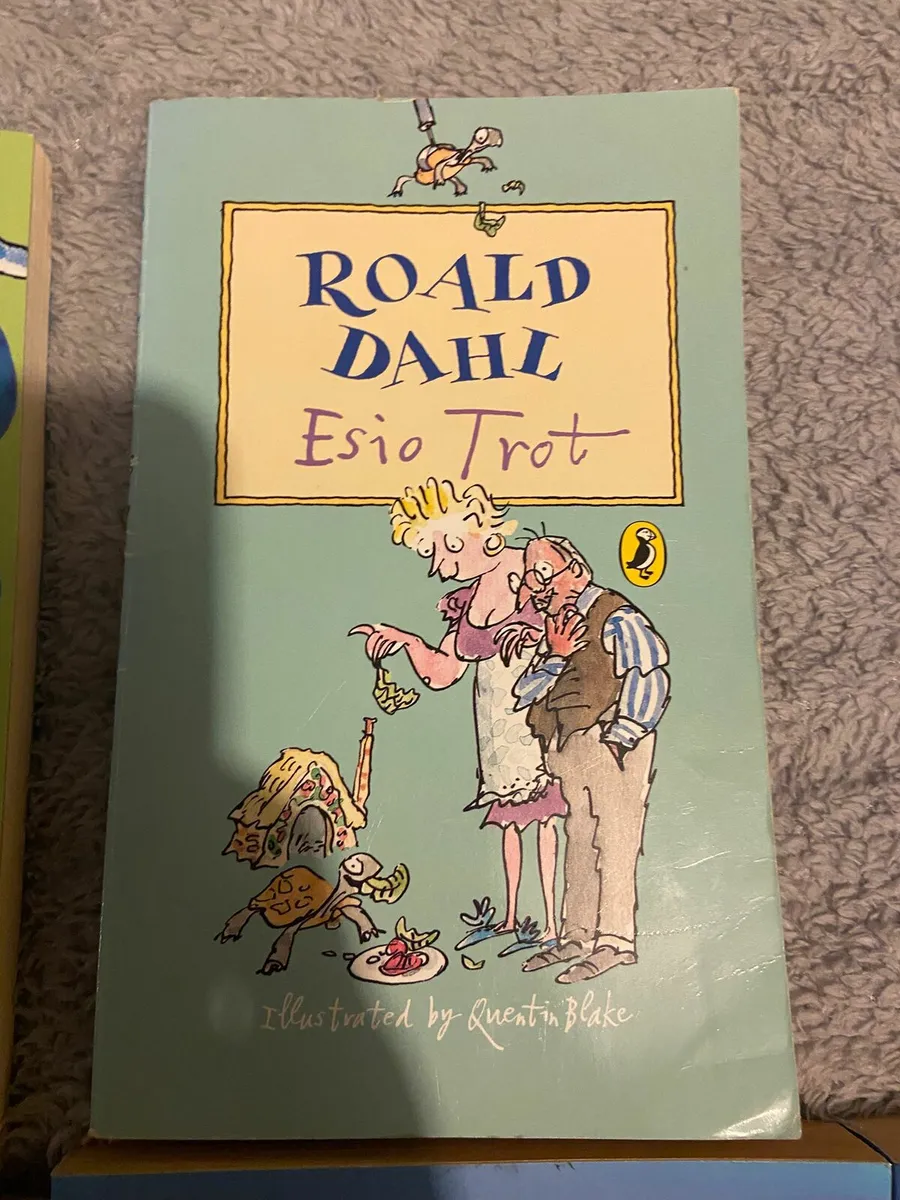 ROALD
DAHL
Esio Trot
Illustrated by Quentin Blake